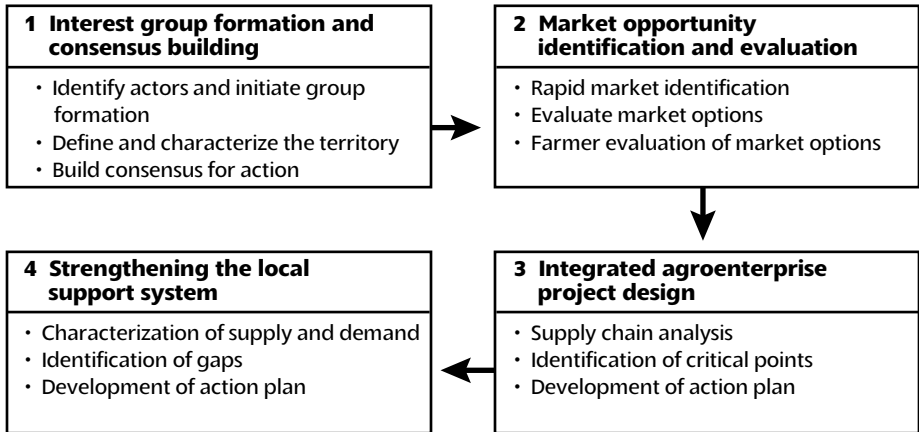 1 Interest group formation and
consensus building
• Identify actors and initiate group
formation
• Define and characterize the territory
• Build consensus for action
2 Market opportunity
identification and evaluation
• Rapid market identification
• Evaluate market options
• Farmer evaluation of market options
3 Integrated agroenterprise
project design
• Supply chain analysis
• Identification of critical points
• Development of action plan
4 Strengthening the local
support system
• Characterization of supply and demand
• Identification of gaps
• Development of action plan